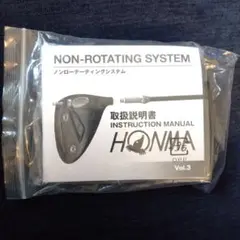 NON-ROTATING SYSTEM
ノンローテーティングシステム
取扱説明書
INSTRUCTION MANUAL
HONMA
Vol.3